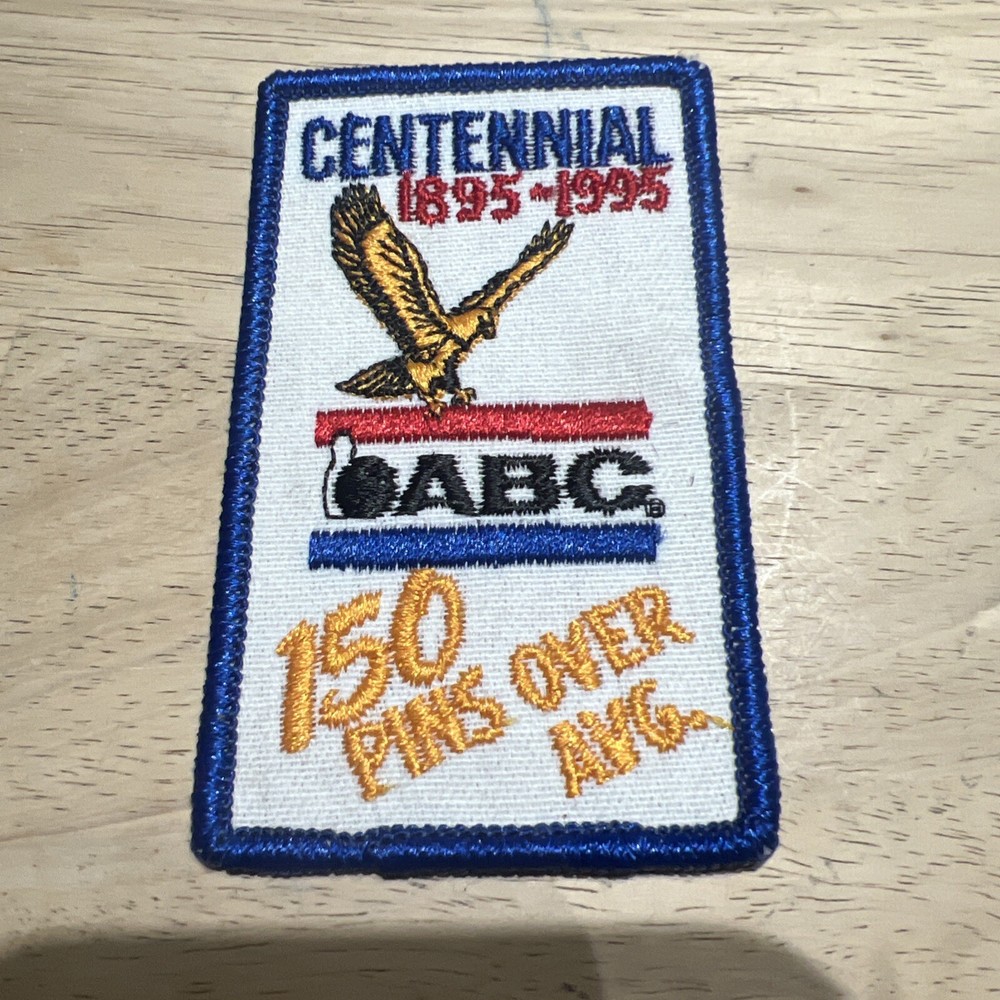 CENTENNIAL
1895-1995
ABC®
150
PINS OVER
AVG.